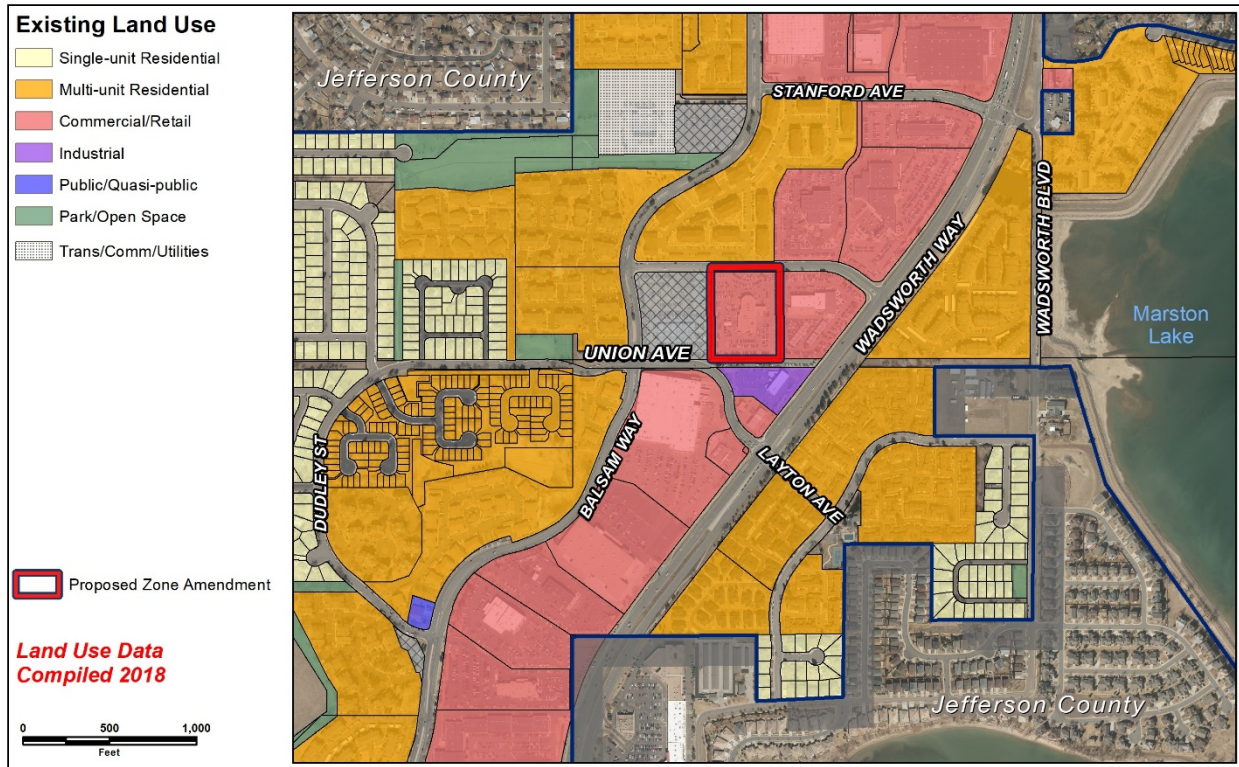 Existing Land Use
Single-unit Residential
Multi-unit Residential
Commercial/Retail
Industrial
Public/Quasi-public
Park/Open Space
Trans/Comm/Utilities
Proposed Zone Amendment
Land Use Data
Compiled 2018
0 500 1,000
Feet
Jefferson County
STANFORD AVE
WADSWORTH BLVD
WADSWORTH WAY
Marston
Lake
UNION AVE
DUDLEY ST
BALSAM WAY
LAYTON AVE
Jefferson County